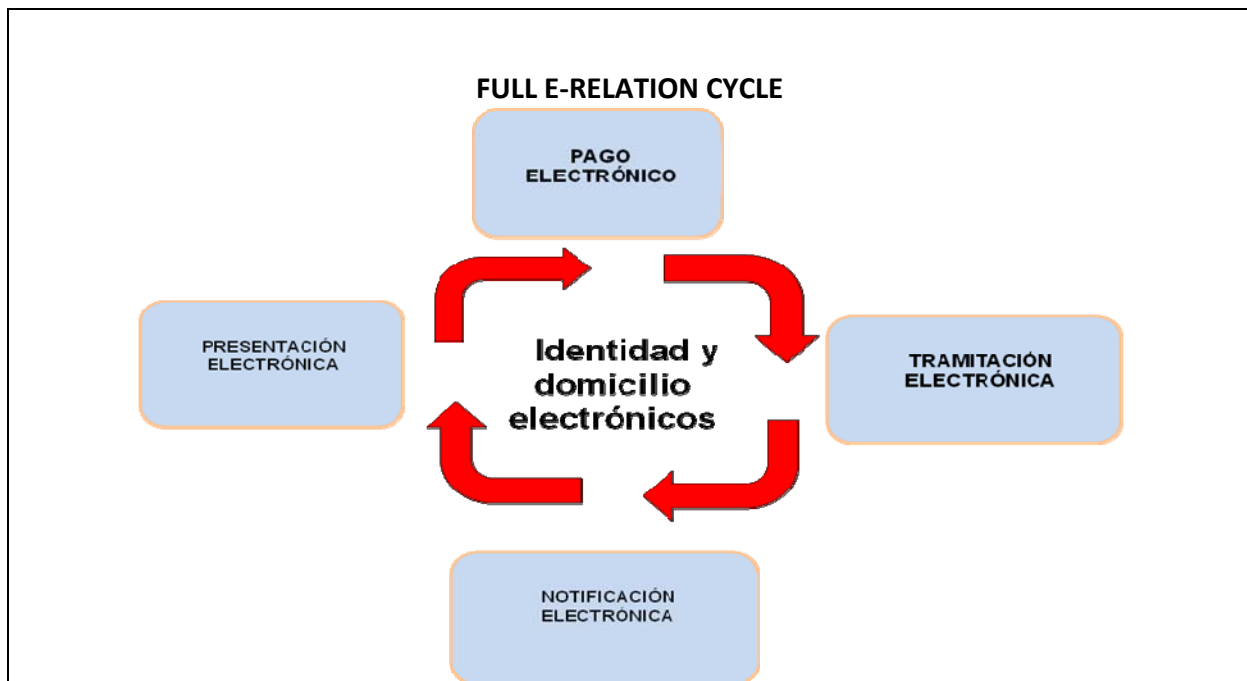 FULL E-RELATION CYCLE
PAGO
ELECTRÓNICO
PRESENTACIÓN
ELECTRÓNICA
Identidad y
domicilio
electrónicos
TRAMITACIÓN
ELECTRÓNICA
NOTIFICACIÓN
ELECTRÓNICA